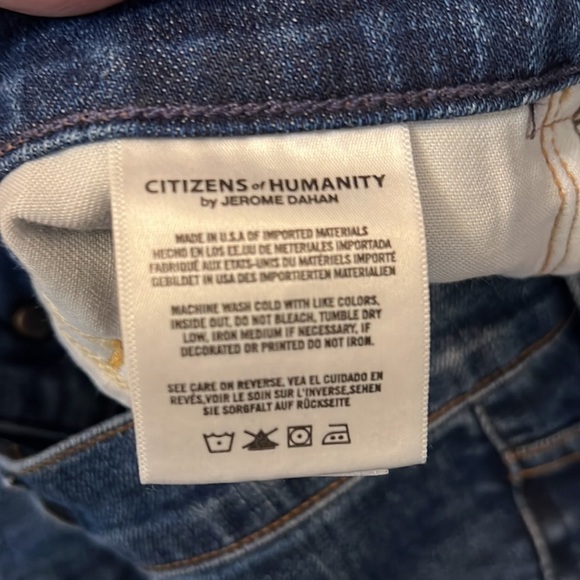 CITIZENS of HUMANITY
by JEROME DAHAN
MADE IN U.S.A OF IMPORTED MATERIALS
HECHO EN LOS EE.UU DE METERIALES IMPORTADA
FABRIQUÉ AUX ETATS-UNIS DU MATÉRIELS IMPORTÉ
GEBILDET IN USA DES IMPORTIERTEN MATERIALIEN
MACHINE WASH COLD WITH LIKE COLORS,
INSIDE OUT. DO NOT BLEACH, TUMBLE DRY
LOW, IRON MEDIUM IF NECESSARY, IF
DECORATED OR PRINTED DO NOT IRON.
SEE CARE ON REVERSE, VEA EL CUIDADO EN
REVÉS,VOIR LE SOIN SUR L'INVERSE,SEHEN
SIE SORGFALT AUF RÜCKSEITE